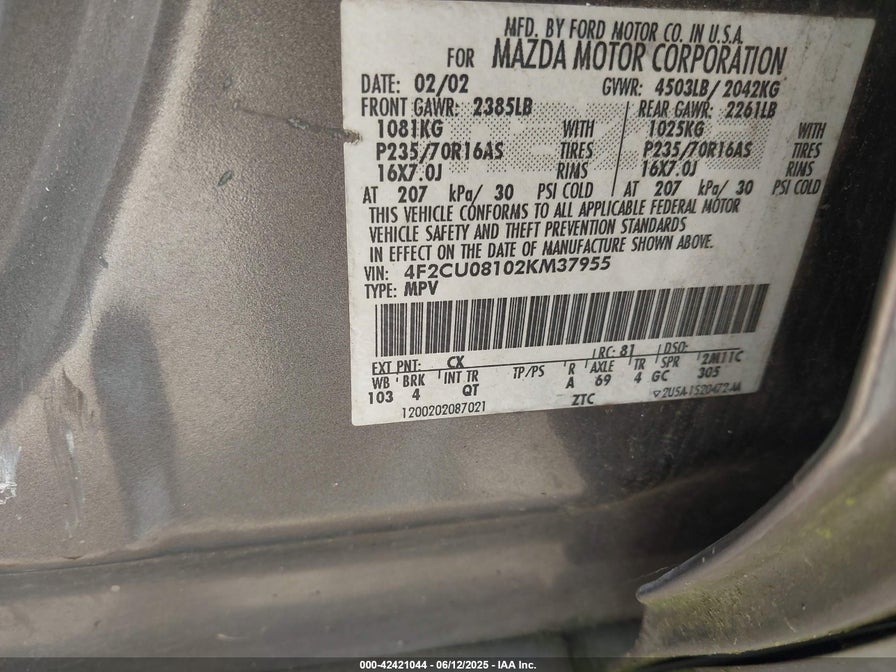 MFD. BY FORD MOTOR CO. IN U.S.A.
FOR MAZDA MOTOR CORPORATION
DATE: 02/02 GVWR: 4503LB/ 2042KG
FRONT GAWR: 2385LB REAR GAWR: 2261LB
1081KG WITH 1025KG WITH
P235/70R16AS TIRES P235/70R16AS TIRES
16X7.0J RIMS 16X7.0J RIMS
AT 207 kPa/ 30 PSI COLD AT 207 kPa/ 30 PSI COLD
THIS VEHICLE CONFORMS TO ALL APPLICABLE FEDERAL MOTOR
VEHICLE SAFETY AND THEFT PREVENTION STANDARDS
IN EFFECT ON THE DATE OF MANUFACTURE SHOWN ABOVE.
VIN: 4F2CU08102KM37955
TYPE: MPV
EXT PNT: CX RC: 81 DSO:
WB BRK INT TR TP/PS R AXLE TR SPR 2M11C
103 4 QT A 69 4 GC 305
1200202087021 ZTC 2U5A-1520472-AA
000-42421044 - 06/12/2025 - IAA Inc.